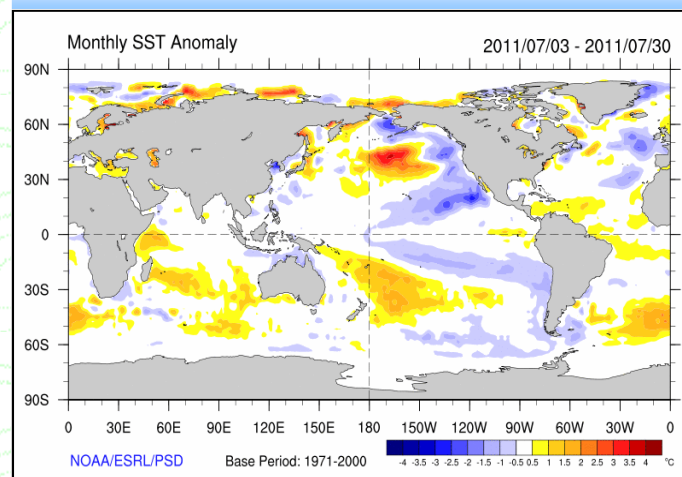 Monthly SST Anomaly 2011/07/03 - 2011/07/30
90N
60N
30N
0
30S
60S
90S
0 30E 60E 90E 120E 150E 180 150W 120W 90W 60W 30W 0
NOAA/ESRL/PSD Base Period: 1971-2000
-4 -3.5 -3 -2.5 -2 -1.5 -1 -0.5 0.5 1 1.5 2 2.5 3 3.5 4 °C